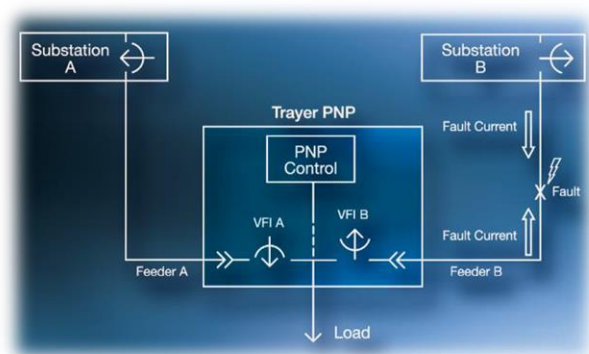 Substation
A
Substation
B
Trayer PNP
PNP
Control
Fault Current
Fault
VFI A
VFI B
Fault Current
Feeder A
Feeder B
Load